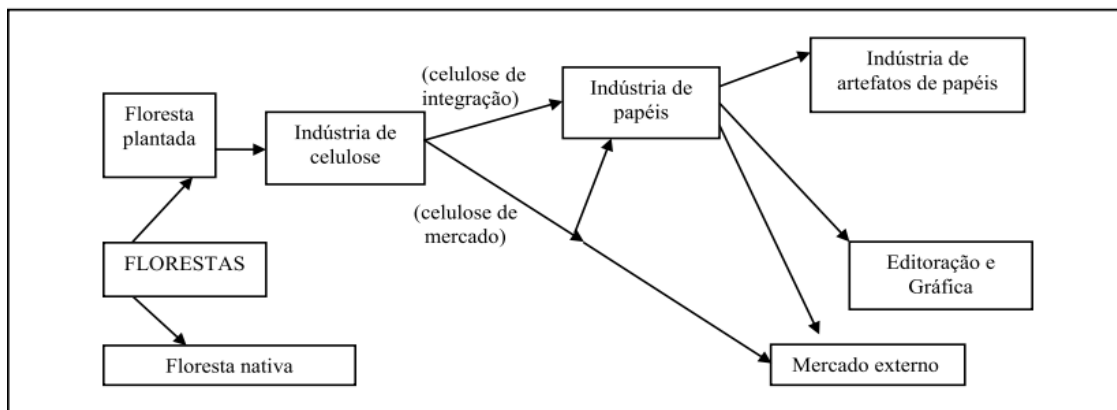 Indústria de
artefatos de papéis
(celulose de
integração)
Indústria de
papéis
Floresta
plantada
Indústria de
celulose
(celulose de
mercado)
FLORESTAS
Editoração e
Gráfica
Floresta nativa
Mercado externo